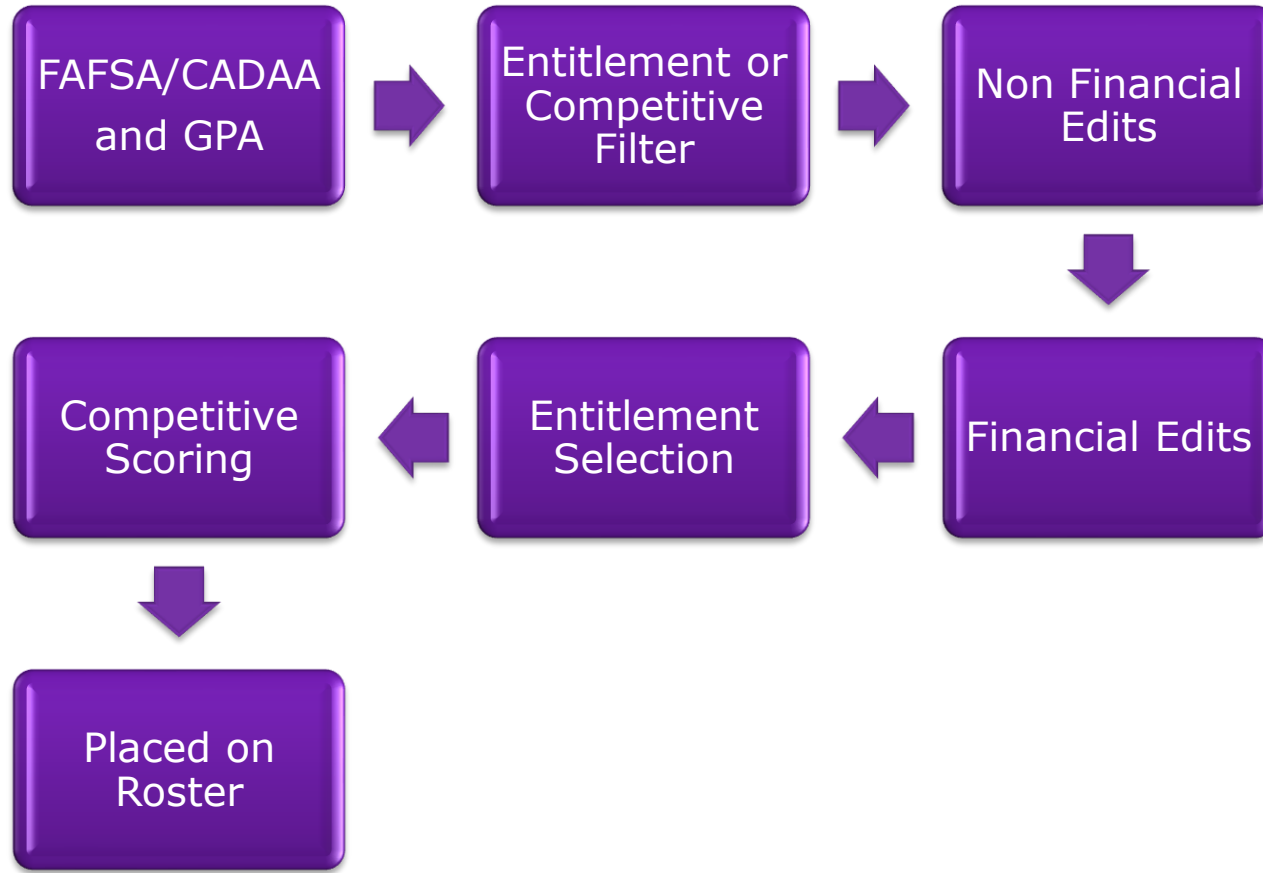 FAFSA/CADAA
and GPA
Entitlement or
Competitive
Filter
Non Financial
Edits
Financial Edits
Entitlement
Selection
Competitive
Scoring
Placed on
Roster